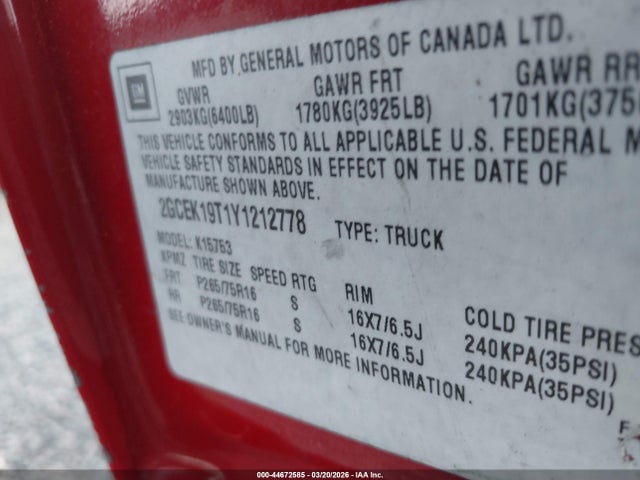 MFD BY GENERAL MOTORS OF CANADA LTD.
GM
GVWR GAWR FRT GAWR RR
2903KG(6400LB) 1780KG(3925LB) 1701KG(375
THIS VEHICLE CONFORMS TO ALL APPLICABLE U.S. FEDERAL M
VEHICLE SAFETY STANDARDS IN EFFECT ON THE DATE OF
MANUFACTURE SHOWN ABOVE.
2GCEK19T1Y1212778 TYPE: TRUCK
MODEL: K15753
KPMZ TIRE SIZE SPEED RTG RIM COLD TIRE PRES
FRT P265/75R16 S 16X7/6.5J 240KPA(35PSI)
RR P265/75R16 S 16X7/6.5J 240KPA(35PSI)
SEE OWNER'S MANUAL FOR MORE INFORMATION.
000-44672585 - 03/20/2026 - IAA Inc.